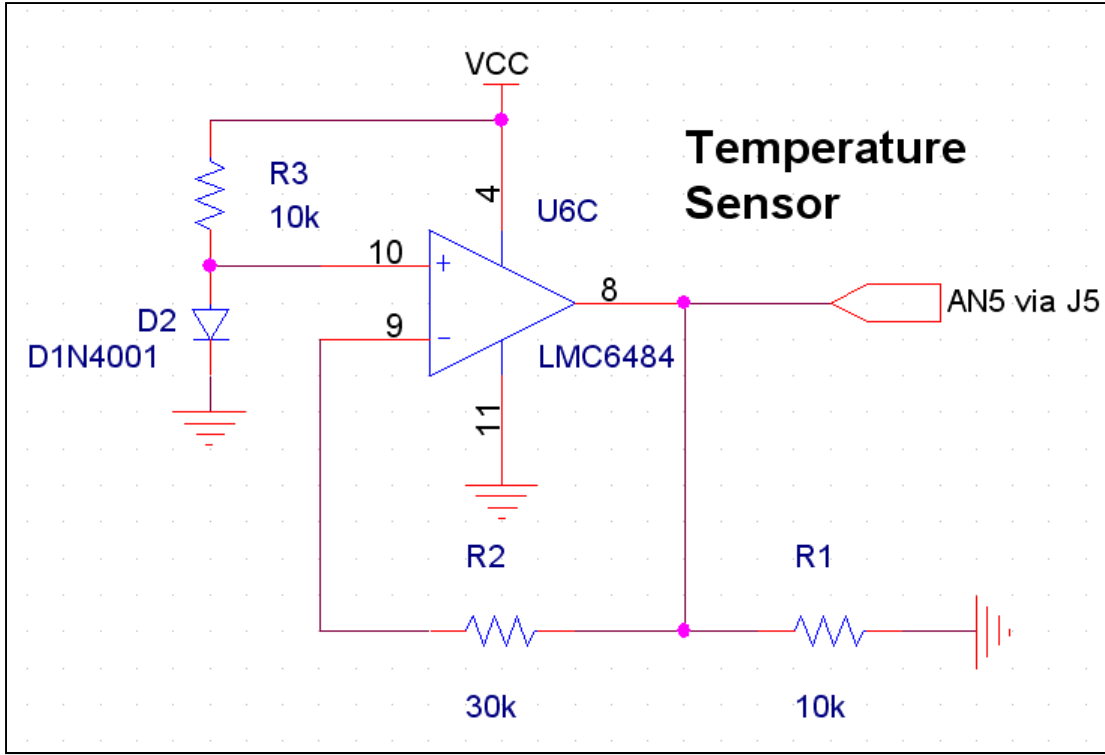 VCC
Temperature
Sensor
R3
10k
4
U6C
10
+
8
AN5 via J5
D2
D1N4001
9
−
LMC6484
11
R2
R1
30k
10k